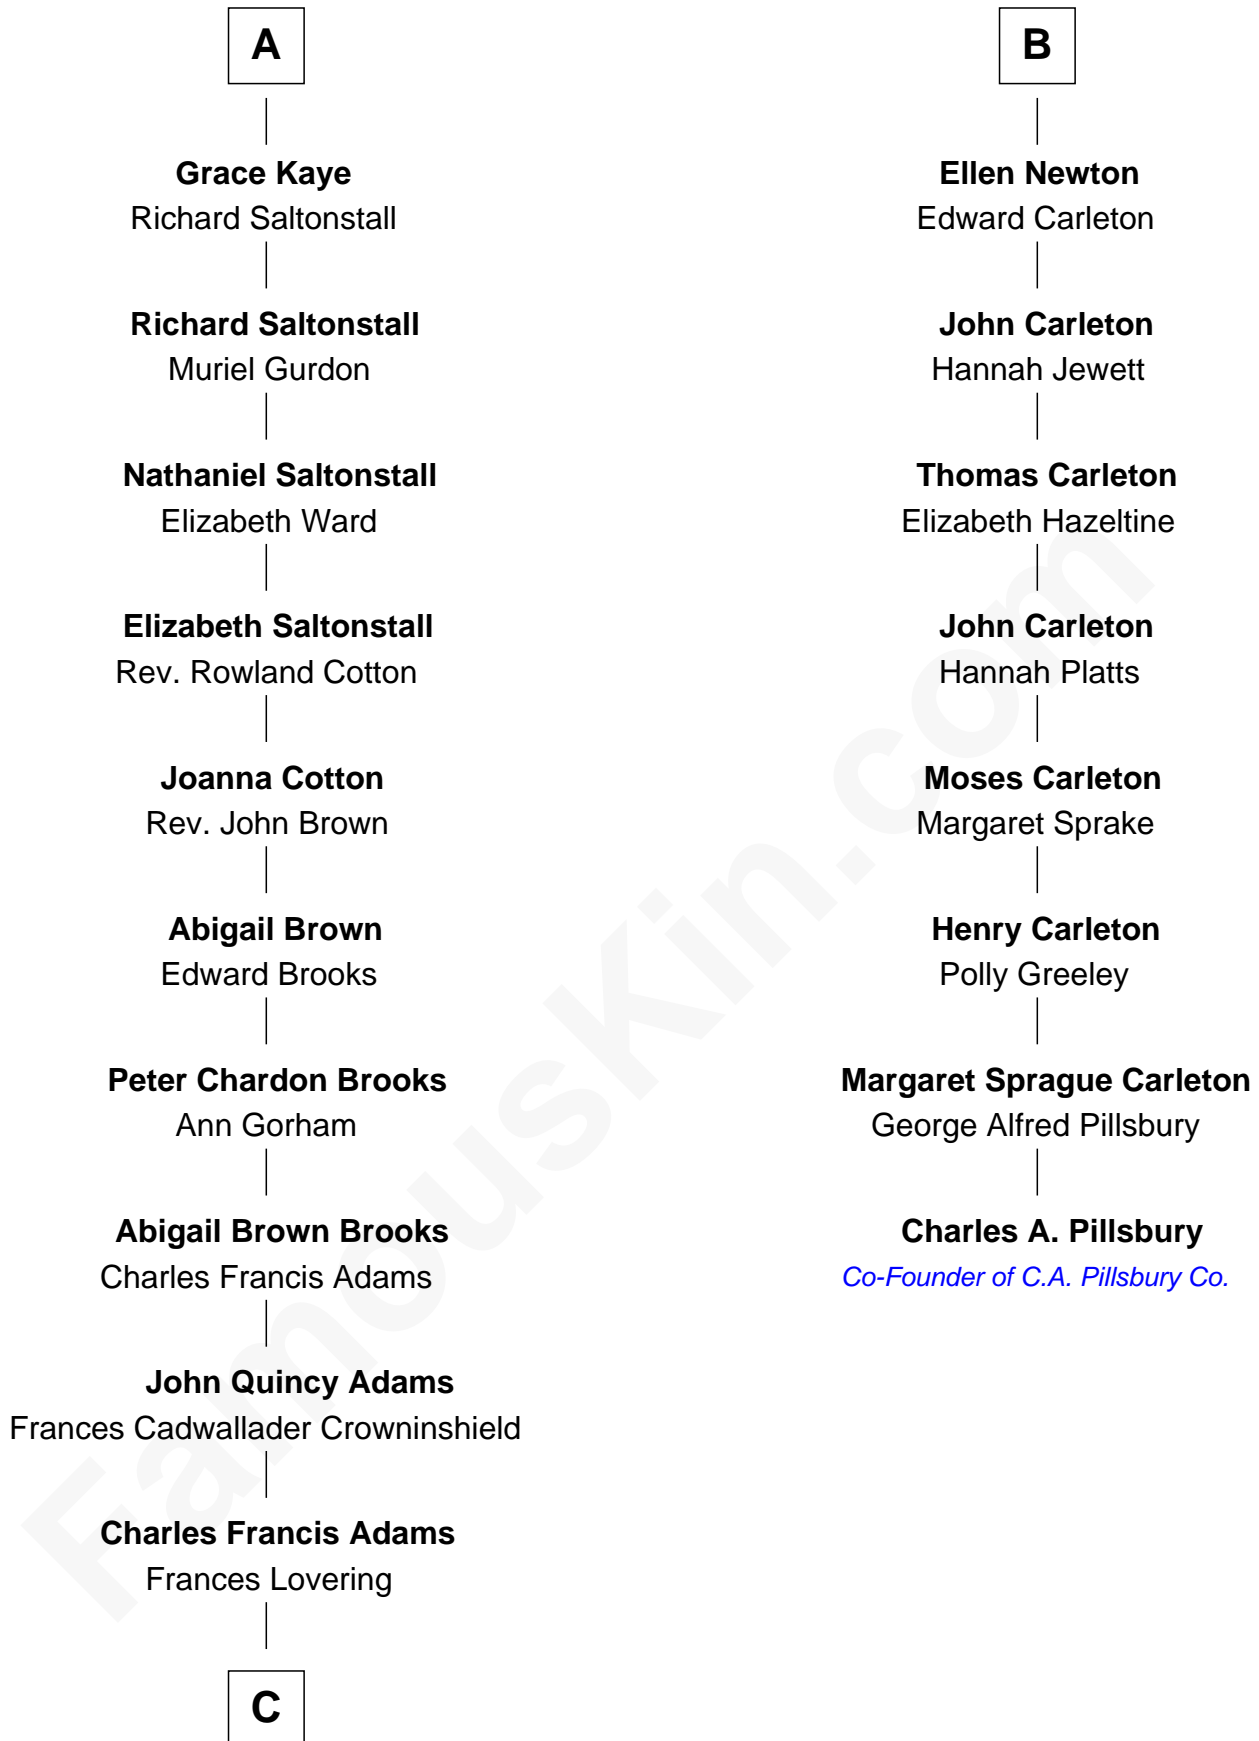 A
Grace Kaye
Richard Saltonstall
Richard Saltonstall
Muriel Gurdon
Nathaniel Saltonstall
Elizabeth Ward
Elizabeth Saltonstall
Rev. Rowland Cotton
Joanna Cotton
Rev. John Brown
Abigail Brown
Edward Brooks
Peter Chardon Brooks
Ann Gorham
Abigail Brown Brooks
Charles Francis Adams
John Quincy Adams
Frances Cadwallader Crowninshield
Charles Francis Adams
Frances Lovering
C
B
Ellen Newton
Edward Carleton
John Carleton
Hannah Jewett
Thomas Carleton
Elizabeth Hazeltine
John Carleton
Hannah Platts
Moses Carleton
Margaret Sprake
Henry Carleton
Polly Greeley
Margaret Sprague Carleton
George Alfred Pillsbury
Charles A. Pillsbury
Co-Founder of C.A. Pillsbury Co.
FamousKin.com